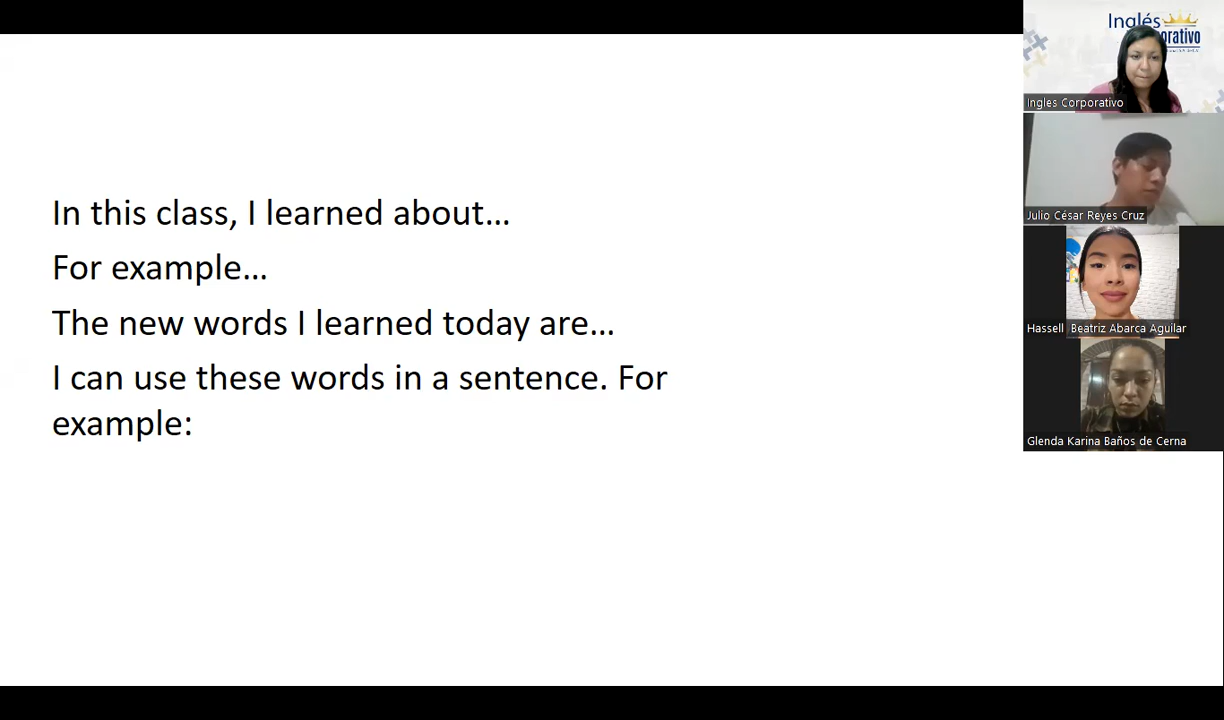 In this class, I learned about...
For example...
The new words I learned today are...
I can use these words in a sentence. For
example:
Inglés
orativo
Ingles Corporativo
Julio César Reyes Cruz
Hassell Beatriz Abarca Aguilar
Glenda Karina Baños de Cerna